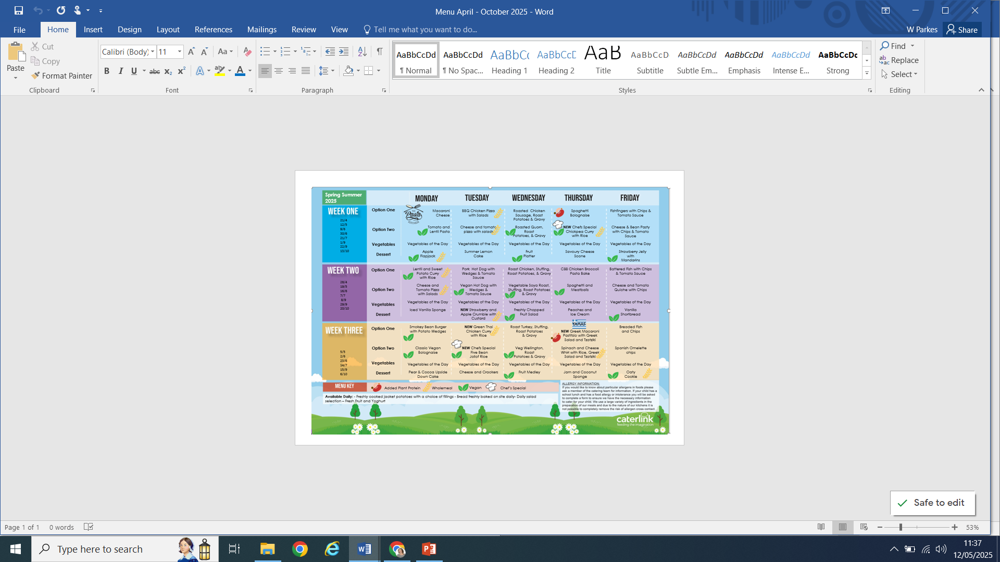 Menu April - October 2025 - Word
File Home Insert Design Layout References Mailings Review View Tell me what you want to do... W Parkes Share
Cut
Copy
Format Painter
Paste
Calibri (Body) 11
Aa
B I U abc X₂ X² A A
AaBbCcDd AaBbCcDd AaBbCc AaBbCcD AaB AaBbCcD AaBbCcDd AaBbCcDd AaBbCcDd AaBbCcDc
¶ Normal ¶ No Spac... Heading 1 Heading 2 Title Subtitle Subtle Em... Emphasis Intense E... Strong
Find
Replace
Select
Clipboard Font Paragraph Styles Editing
Spring Summer
2025
MONDAY TUESDAY WEDNESDAY THURSDAY FRIDAY
WEEK ONE
21/4
12/5
9/6
30/6
21/7
1/9
22/9
13/10
Option One
The Pasta Kitchen
Macaroni
Cheese
BBQ Chicken Pizza
with Salads
Roasted Chicken
Sausage, Roast
Potatoes & Gravy
Spaghetti
Bolognaise
Fishfingers with Chips &
Tomato Sauce
Option Two
Tomato and
Lentil Pasta
Cheese and tomato
pizza with salads
Roasted Quorn,
Roast
Potatoes, & Gravy
NEW Chefs Special
Chickpea Curry
with Rice
Cheese & Bean Pasty
with Chips & Tomato
Sauce
Vegetables
Vegetables of the Day
Vegetables of the Day
Vegetables of the Day
Vegetables of the Day
Vegetables of the Day
Dessert
Apple
Flapjack
Summer Lemon
Cake
Fruit
Platter
Savoury Cheese
Scone
Strawberry Jelly
with
Mandarins
WEEK TWO
28/4
19/5
16/6
7/7
8/9
29/9
20/10
Option One
Lentil and Sweet
Potato Curry
with Rice
Pork Hot Dog with
Wedges & Tomato
Sauce
Roast Chicken, Stuffing,
Roast Potatoes, & Gravy
CBB Chicken Broccoli
Pasta Bake
Battered Fish with Chips
& Tomato Sauce
Option Two
Cheese and
Tomato Pizza
with Salads
Vegan Hot Dog with
Wedges &
Tomato Sauce
Vegetable Soya Roast,
Stuffing, Roast Potatoes
& Gravy
Spaghetti and
Meatballs
Cheese and Tomato
Quiche with Chips
Vegetables
Vegetables of the Day
Vegetables of the Day
Vegetables of the Day
Vegetables of the Day
Vegetables of the Day
Dessert
Iced Vanilla Sponge
NEW Strawberry and
Apple Crumble with
Custard
Freshly Chopped
Fruit Salad
Peaches and
Ice Cream
Vanilla
Shortbread
WEEK THREE
5/5
2/6
23/6
14/7
15/9
6/10
Option One
Smokey Bean Burger
with Potato Wedges
NEW Green Thai
Chicken Curry
with Rice
Roast Turkey, Stuffing,
Roast Potatoes
& Gravy
YAMAS
NEW Greek Macaroni
Pastitsio with Greek
Salad and Tzatziki
Breaded Fish
and Chips
Option Two
Classic Vegan
Bolognaise
NEW Chefs Special
Five Bean
Jollof Rice
Veg Wellington,
Roast
Potatoes & Gravy
Spinach and Cheese
Whirl with Rice, Greek
Salad and Tzatziki
Spanish Omelette
chips
Vegetables
Vegetables of the Day
Vegetables of the Day
Vegetables of the Day
Vegetables of the Day
Vegetables of the Day
Dessert
Pear & Cocoa Upside
Down Cake
Cheese and Crackers
Fruit Medley
Jam and Coconut
Sponge
Oaty
Cookie
MENU KEY Added Plant Protein Wholemeal Vegan Chef's Special
Available Daily: - Freshly cooked jacket potatoes with a choice of fillings - Bread freshly baked on site daily- Daily salad
selection – Fresh Fruit and Yoghurt
ALLERGY INFORMATION:
If you would like to know about particular allergens in foods please
ask a member of the catering team for information. If your child has a
school lunch and has a food allergy or intolerance you will be asked
to complete a form to ensure we have the necessary information
to cater for your child. We use a large variety of ingredients in the
preparation of our meals and due to the nature of our kitchens it is
not possible to completely remove the risk of allergen cross contact.
caterlink
feeding the imagination
Safe to edit
Page 1 of 1 0 words 53%
Type here to search
11:37
12/05/2025